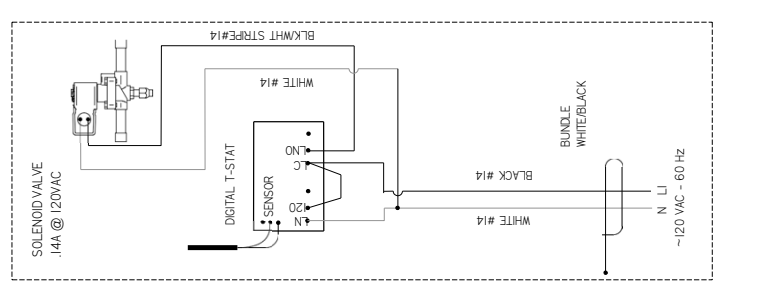 BLK/WHT STRIPE#14
WHITE #14
SOLENOID VALVE
.14A @ 120VAC
DIGITAL T-STAT
SENSOR
LNO
LC
120
LN
BUNDLE
WHITE/BLACK
BLACK #14
WHITE #14
N L1
~120 VAC - 60 Hz